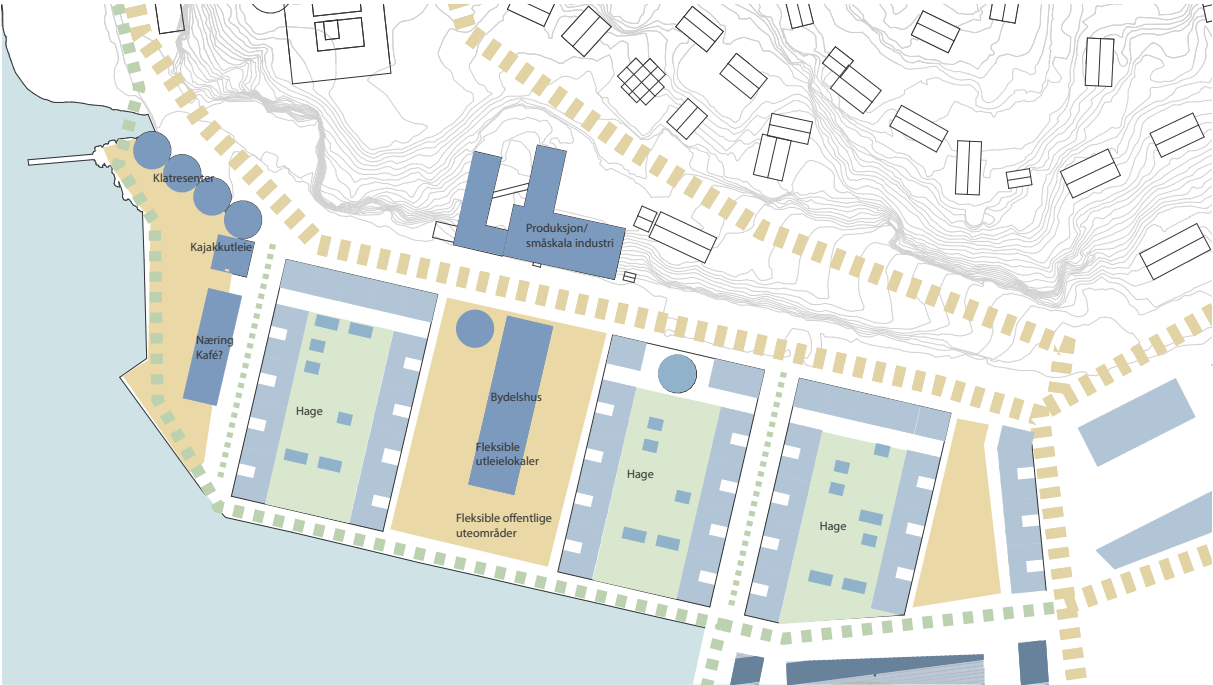 Klatresenter
Kajakkutleie
Produksjon/
småskala industri
Næring
Kafé?
Hage
Bydelshus
Fleksible
utleielokaler
Fleksible offentlige
uteområder
Hage
Hage